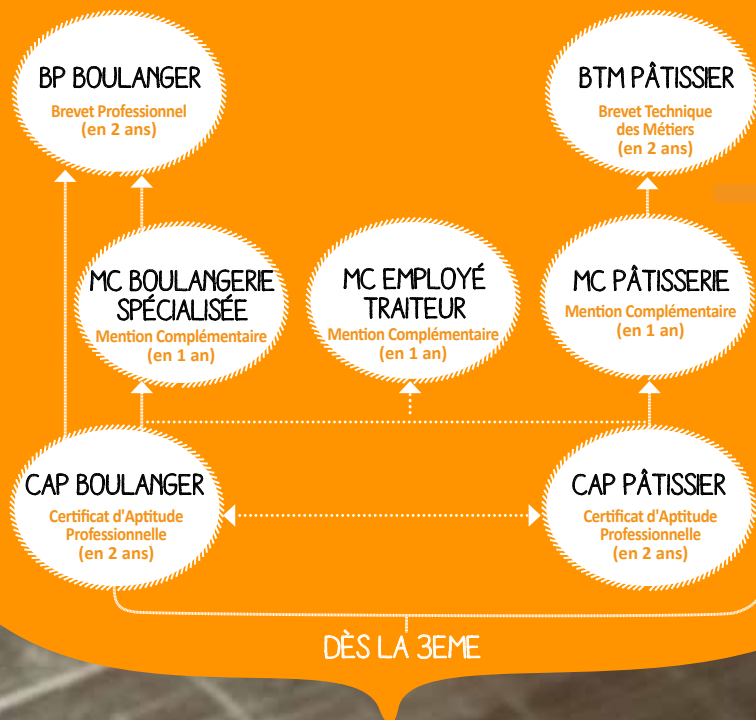 BP BOULANGER
Brevet Professionnel
(en 2 ans)
BTM PÂTISSIER
Brevet Technique
des Métiers
(en 2 ans)
MC BOULANGERIE
SPÉCIALISÉE
Mention Complémentaire
(en 1 an)
MC EMPLOYÉ
TRAITEUR
Mention Complémentaire
(en 1 an)
MC PÂTISSERIE
Mention Complémentaire
(en 1 an)
CAP BOULANGER
Certificat d'Aptitude
Professionnelle
(en 2 ans)
CAP PÂTISSIER
Certificat d'Aptitude
Professionnelle
(en 2 ans)
DÈS LA 3EME